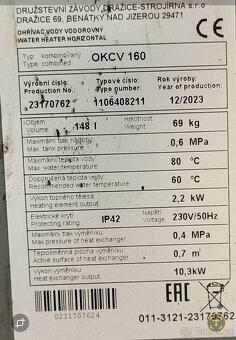 DRUŽSTEVNÍ ZÁVODY, DRAŽICE-STROJÍRNA s.r.o
DRAŽICE 69, BENÁTKY NAD JIZEROU 29471
OHŘÍVAČ VODY VODOROVNÝ
WATER HEATER HORIZONTAL
Typ: kombinovaný
Type: combined
OKCV 160
Výrobní číslo: Typové číslo: Rok výroby:
Production No.: Type number: Year of production:
23170762 1106408211 12/2023
Objem: Hmotnost
Volume: Weight
148 l 69 kg
Maximální tlak nádoby
Max. tank pressure
0,6 MPa
Maximální teplota vody
Max. water temperature
80 °C
Doporučená teplota vody
Recommended water temperature
60 °C
Výkon topného tělesa
Heating element output
2,2 kW
Elektrické krytí Napětí
Protecting el. Voltage
IP42 230V/50Hz
Maximální tlak výměníku
Max. pressure of heat exchanger
0,4 MPa
Teplosměnná plocha výměníku
Active surface of heat exchanger
0,7 m
Výkon výměníku
Heat exchanger output
10,3kW
EAC
0231707624
011-3121-23170762